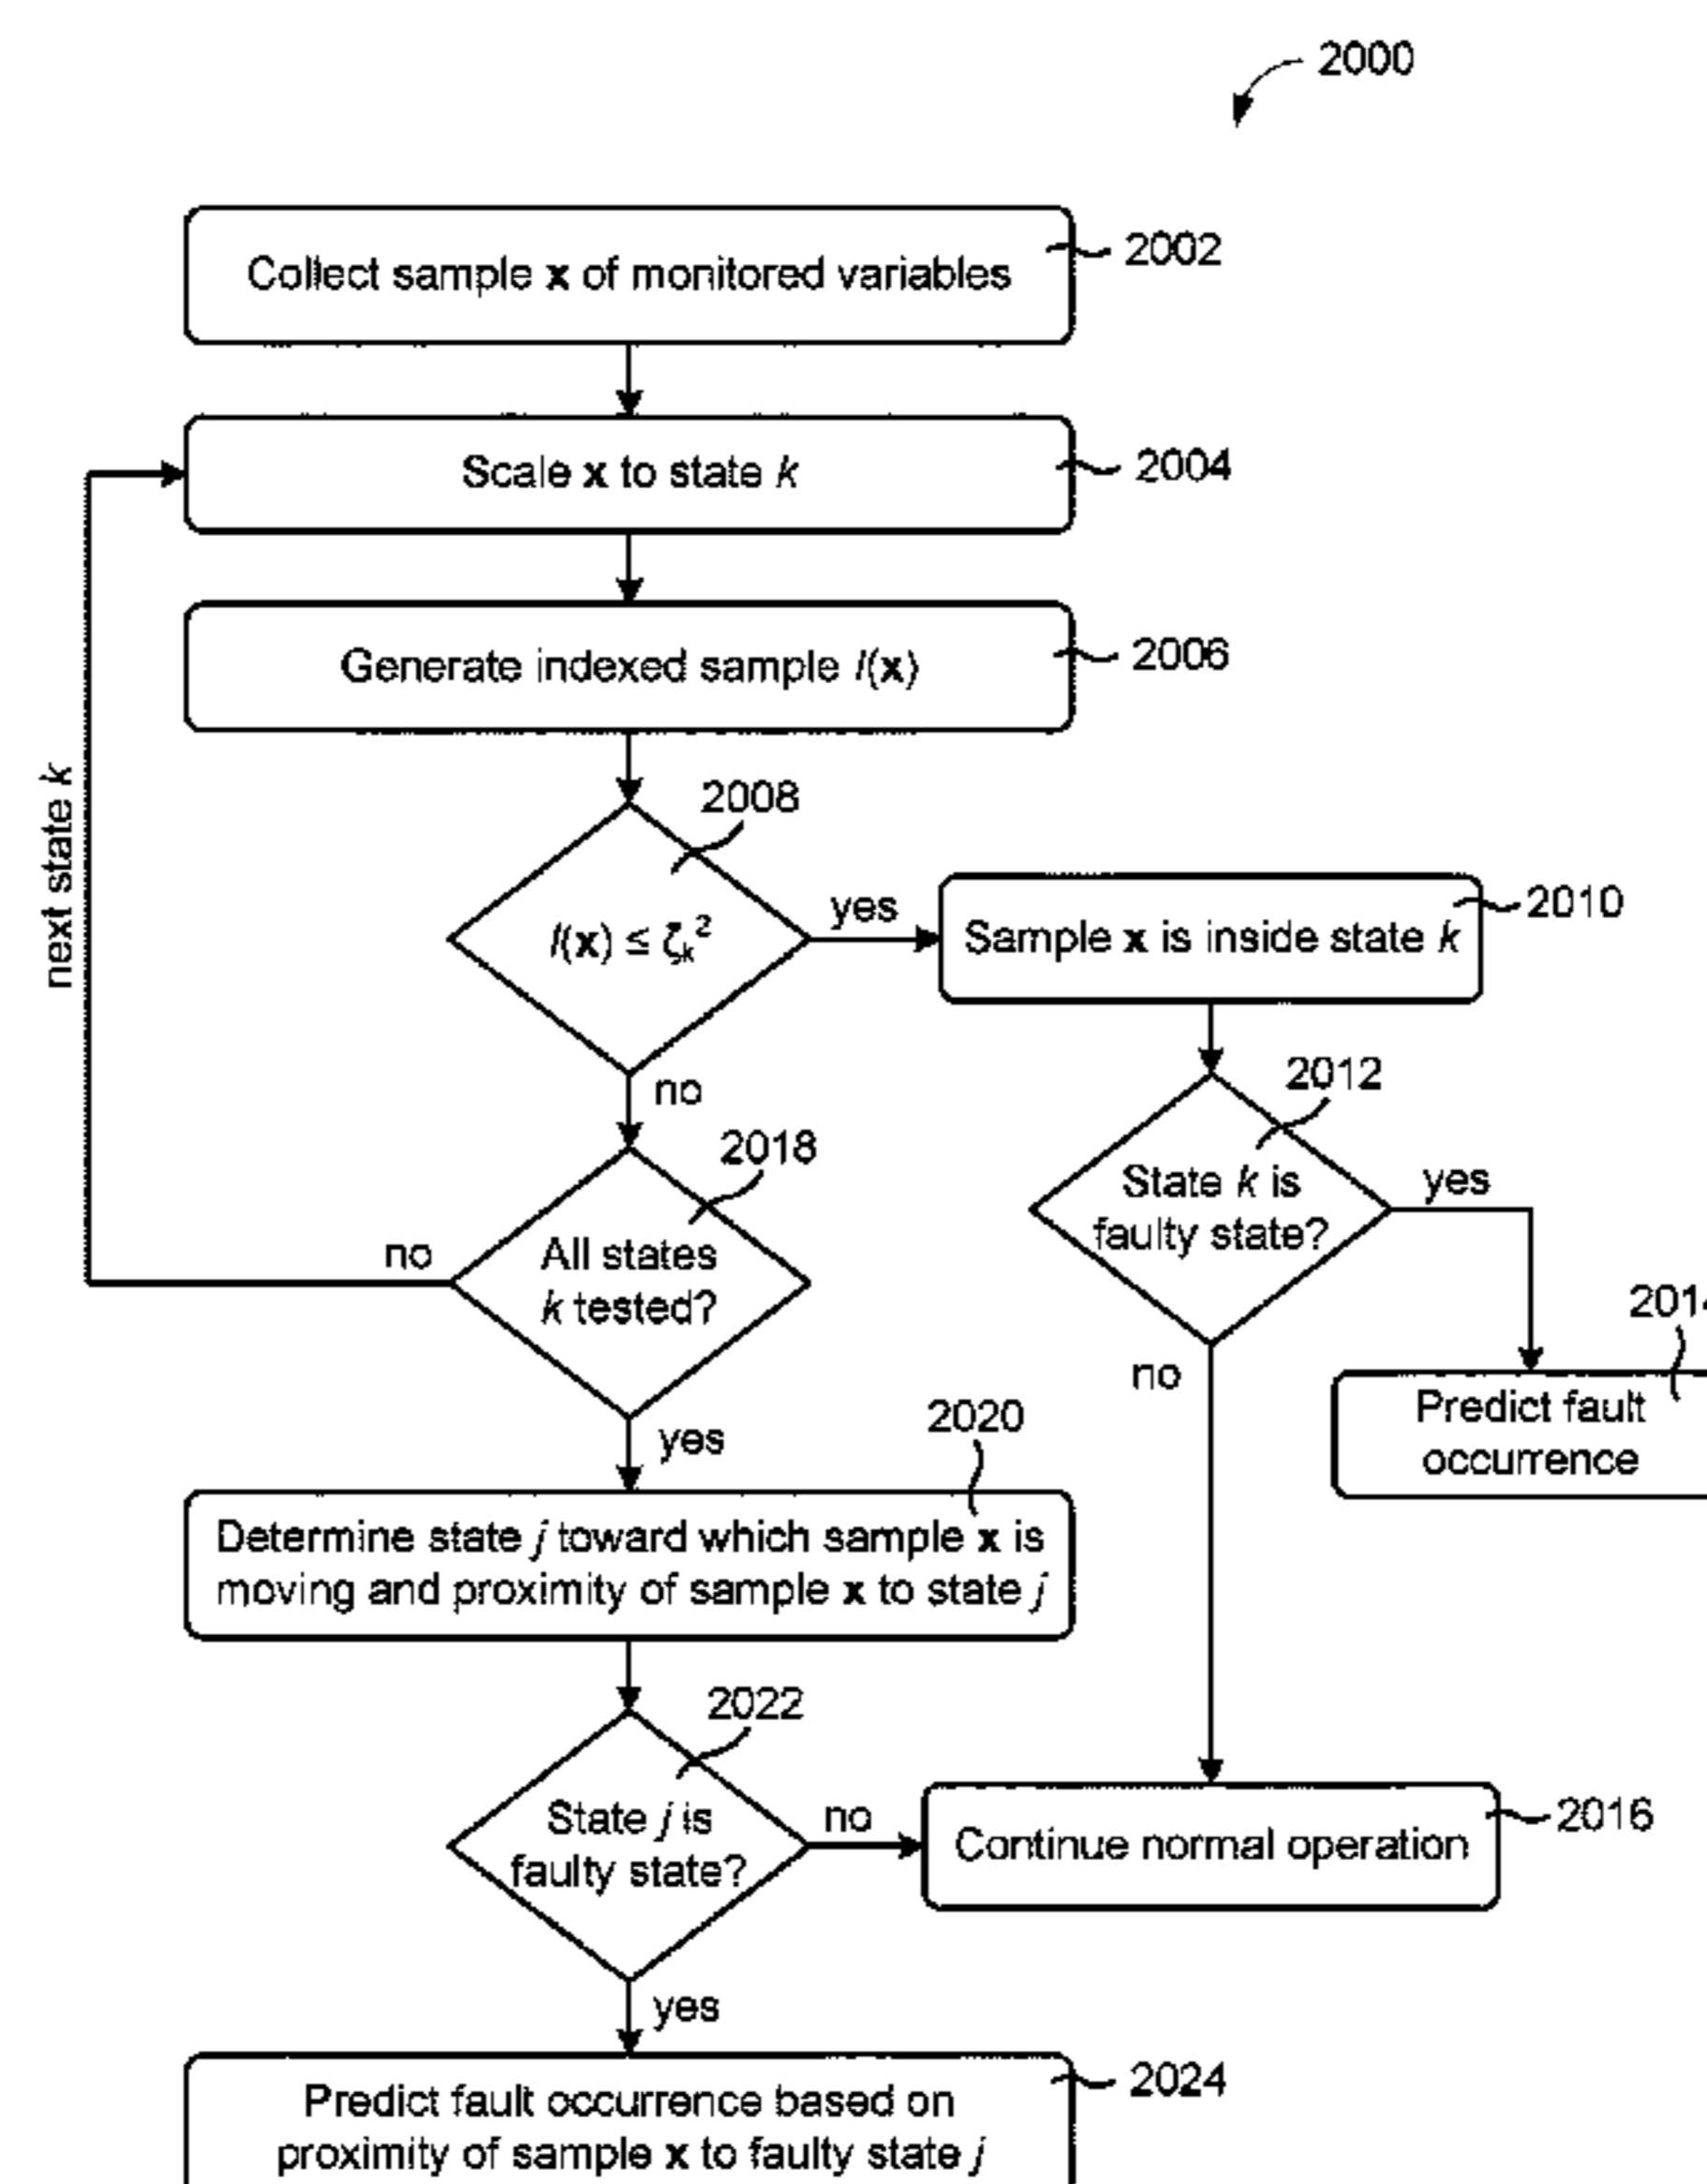 2000
Collect sample x of monitored variables
2002
Scale x to state k
2004
Generate indexed sample I(x)
2006
next state k
2008
I(x) ≤ ζk²
yes
Sample x is inside state k
2010
no
2012
State k is
faulty state?
yes
2018
All states
k tested?
no
no
Predict fault
occurrence
yes
2020
Determine state j toward which sample x is
moving and proximity of sample x to state j
2022
State j is
faulty state?
no
Continue normal operation
2016
yes
Predict fault occurrence based on
proximity of sample x to faulty state j
2024